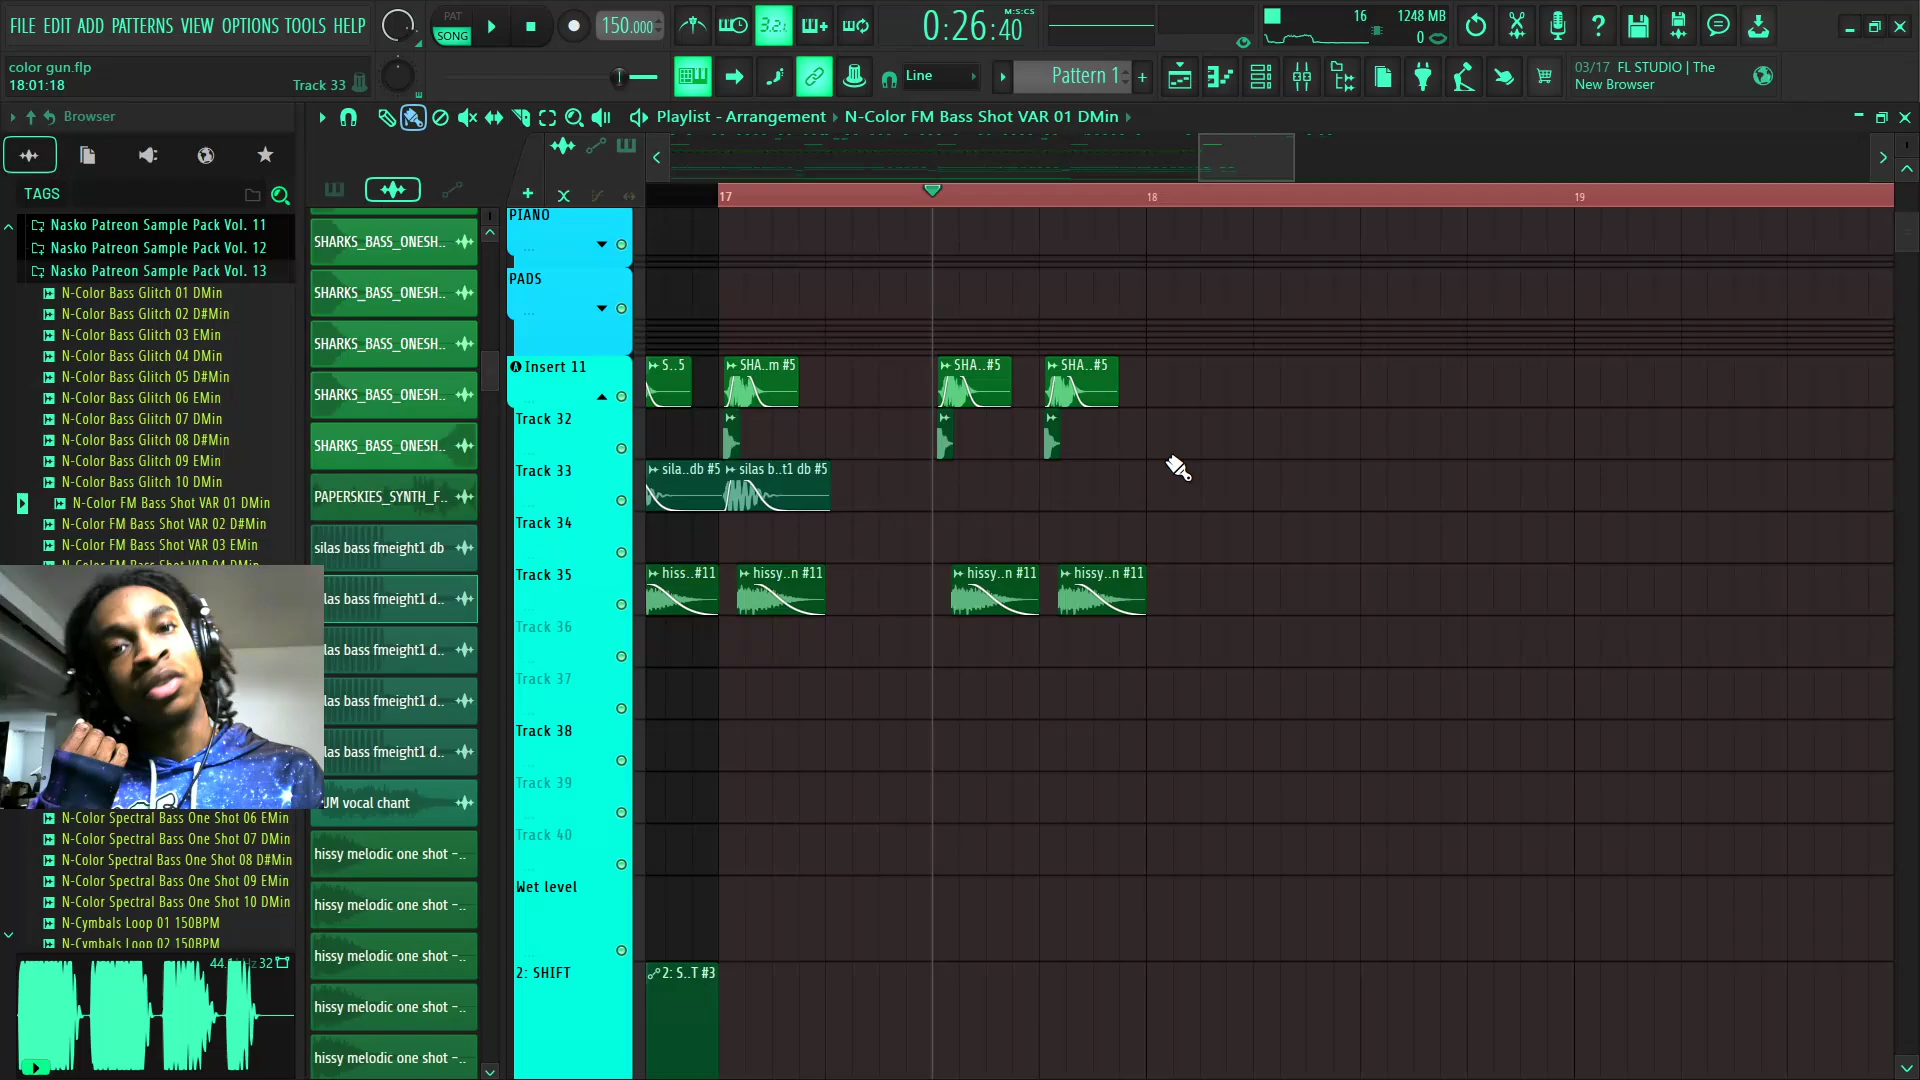 FILE EDIT ADD PATTERNS VIEW OPTIONS TOOLS HELP
PAT
SONG
150.000
3.2.1
0:26:40
M:S:CS
16
1248 MB
0
color gun.flp
18:01:18
Track 33
Line
Pattern 1
03/17 FL STUDIO | The
New Browser
Browser
Playlist - Arrangement
N-Color FM Bass Shot VAR 01 DMin
TAGS
Nasko Patreon Sample Pack Vol. 11
Nasko Patreon Sample Pack Vol. 12
Nasko Patreon Sample Pack Vol. 13
N-Color Bass Glitch 01 DMin
N-Color Bass Glitch 02 D#Min
N-Color Bass Glitch 03 EMin
N-Color Bass Glitch 04 DMin
N-Color Bass Glitch 05 D#Min
N-Color Bass Glitch 06 EMin
N-Color Bass Glitch 07 DMin
N-Color Bass Glitch 08 D#Min
N-Color Bass Glitch 09 EMin
N-Color Bass Glitch 10 DMin
N-Color FM Bass Shot VAR 01 DMin
N-Color FM Bass Shot VAR 02 D#Min
N-Color FM Bass Shot VAR 03 EMin
N-Color FM Bass Shot VAR 04 DMin
N-Color Spectral Bass One Shot 06 EMin
N-Color Spectral Bass One Shot 07 DMin
N-Color Spectral Bass One Shot 08 D#Min
N-Color Spectral Bass One Shot 09 EMin
N-Color Spectral Bass One Shot 10 DMin
N-Cymbals Loop 01 150BPM
N-Cymbals Loop 02 150BPM
32
SHARKS_BASS_ONESH..
SHARKS_BASS_ONESH..
SHARKS_BASS_ONESH..
SHARKS_BASS_ONESH..
SHARKS_BASS_ONESH..
PAPERSKIES_SYNTH_F..
silas bass fmeight1 db
las bass fmeight1 d..
las bass fmeight1 d..
las bass fmeight1 d..
las bass fmeight1 d..
vocal chant
hissy melodic one shot -..
hissy melodic one shot -..
hissy melodic one shot -..
hissy melodic one shot -..
hissy melodic one shot -..
17
18
19
PIANO
PADS
Insert 11
Track 32
Track 33
Track 34
Track 35
Track 36
Track 37
Track 38
Track 39
Track 40
Wet level
2: SHIFT
S..5
SHA..m #5
SHA..#5
SHA..#5
sila..db #5
silas b..t1 db #5
hiss..#11
hissy..n #11
hissy..n #11
hissy..n #11
2: S..T #3